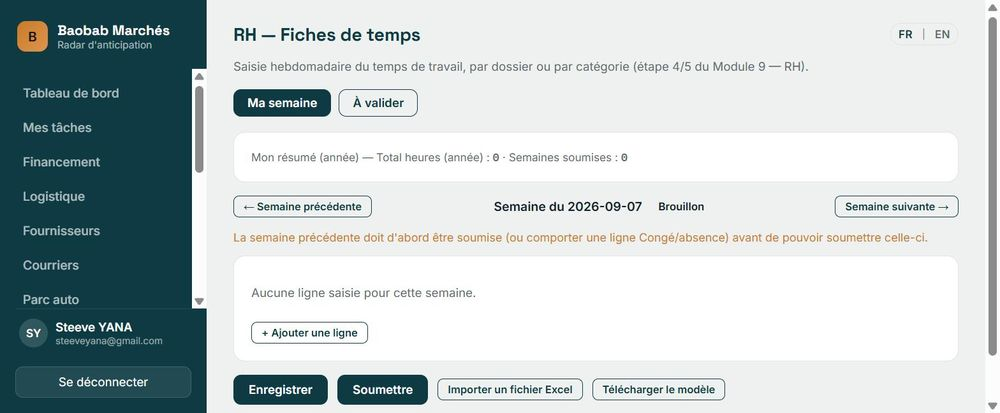 B
Baobab Marchés
Radar d'anticipation
Tableau de bord
Mes tâches
Financement
Logistique
Fournisseurs
Courriers
Parc auto
SY
Steeve YANA
steeveyana@gmail.com
Se déconnecter
RH — Fiches de temps
FR | EN
Saisie hebdomadaire du temps de travail, par dossier ou par catégorie (étape 4/5 du Module 9 — RH).
Ma semaine À valider
Mon résumé (année) — Total heures (année) : 0 · Semaines soumises : 0
← Semaine précédente Semaine du 2026-09-07 Brouillon Semaine suivante →
La semaine précédente doit d'abord être soumise (ou comporter une ligne Congé/absence) avant de pouvoir soumettre celle-ci.
Aucune ligne saisie pour cette semaine.
+ Ajouter une ligne
Enregistrer Soumettre Importer un fichier Excel Télécharger le modèle